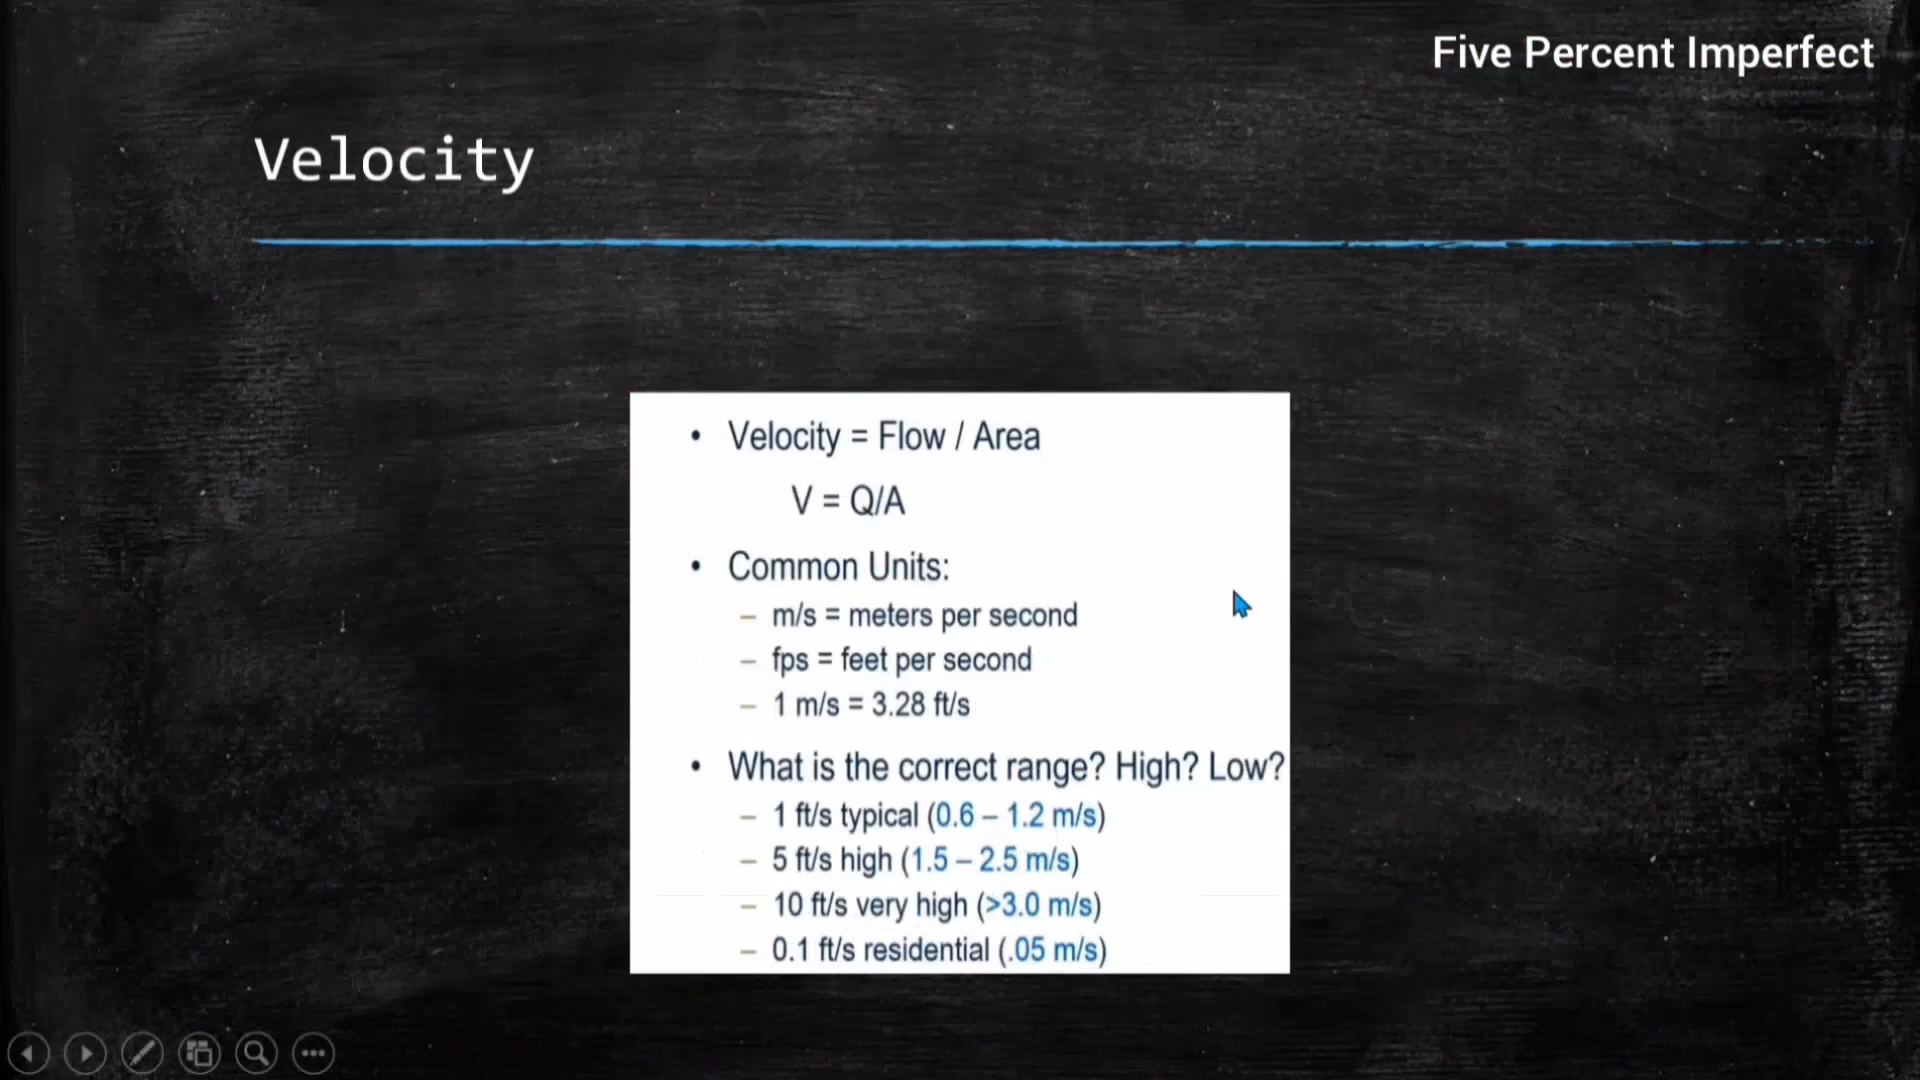 Five Percent Imperfect
Velocity
• Velocity = Flow / Area
V = Q/A
• Common Units:
– m/s = meters per second
– fps = feet per second
– 1 m/s = 3.28 ft/s
• What is the correct range? High? Low?
– 1 ft/s typical (0.6 – 1.2 m/s)
– 5 ft/s high (1.5 – 2.5 m/s)
– 10 ft/s very high (>3.0 m/s)
– 0.1 ft/s residential (.05 m/s)